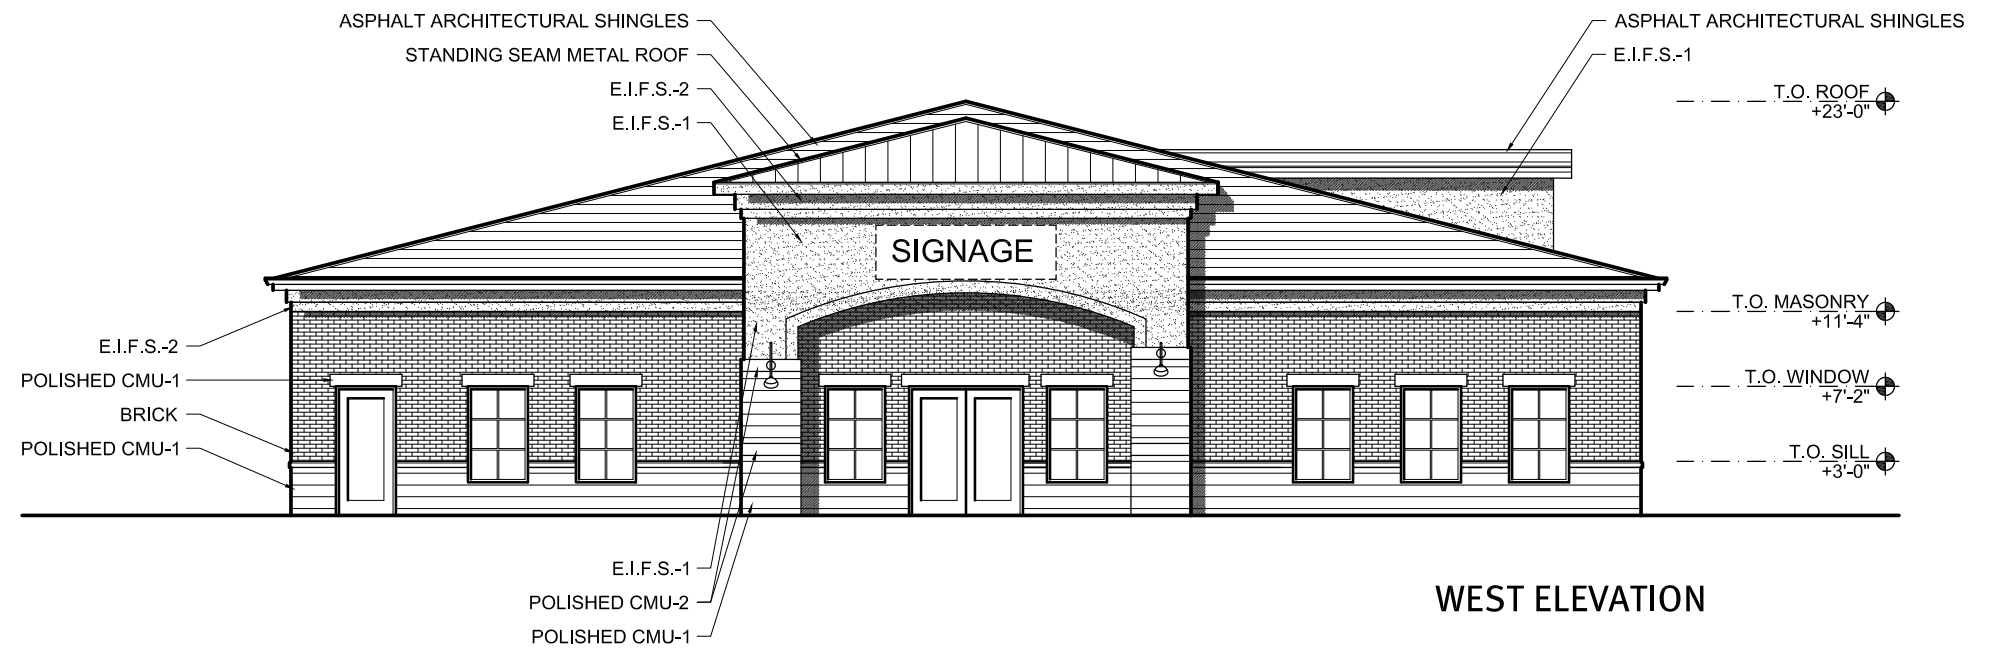 ASPHALT ARCHITECTURAL SHINGLES
STANDING SEAM METAL ROOF
E.I.F.S.-2
E.I.F.S.-1
ASPHALT ARCHITECTURAL SHINGLES
E.I.F.S.-1
T.O. ROOF
+23'-0"
SIGNAGE
T.O. MASONRY
+11'-4"
E.I.F.S.-2
POLISHED CMU-1
BRICK
POLISHED CMU-1
T.O. WINDOW
+7'-2"
T.O. SILL
+3'-0"
E.I.F.S.-1
POLISHED CMU-2
POLISHED CMU-1
WEST ELEVATION